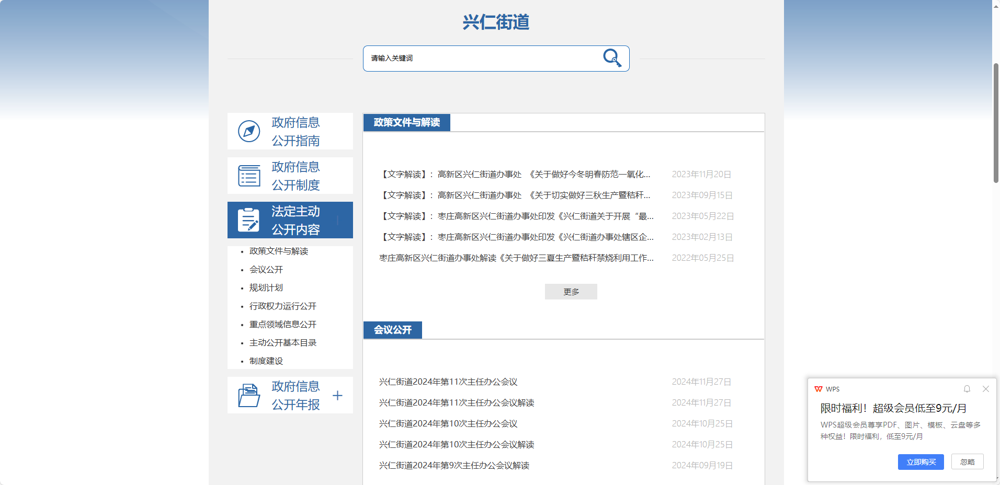 兴仁街道
请输入关键词
政府信息
公开指南
政府信息
公开制度
法定主动
公开内容
政策文件与解读
会议公开
规划计划
行政权力运行公开
重点领域信息公开
主动公开基本目录
制度建设
政府信息
公开年报
政策文件与解读
【文字解读】：高新区兴仁街道办事处 《关于做好今冬明春防范一氧化... 2023年11月20日
【文字解读】：高新区兴仁街道办事处 《关于切实做好三秋生产暨秸秆... 2023年09月15日
【文字解读】：枣庄高新区兴仁街道办事处印发《兴仁街道关于开展“最... 2023年05月22日
【文字解读】：枣庄高新区兴仁街道办事处印发《兴仁街道办事处辖区企... 2023年02月13日
枣庄高新区兴仁街道办事处解读《关于做好三夏生产暨秸秆禁烧利用工作... 2022年05月25日
更多
会议公开
兴仁街道2024年第11次主任办公会议 2024年11月27日
兴仁街道2024年第11次主任办公会议解读 2024年11月27日
兴仁街道2024年第10次主任办公会议 2024年10月25日
兴仁街道2024年第10次主任办公会议解读 2024年10月25日
兴仁街道2024年第9次主任办公会议解读 2024年09月19日
WPS
限时福利！超级会员低至9元/月
WPS超级会员尊享PDF、图片、模板、云盘等多
种权益！限时福利，低至9元/月
立即购买 忽略